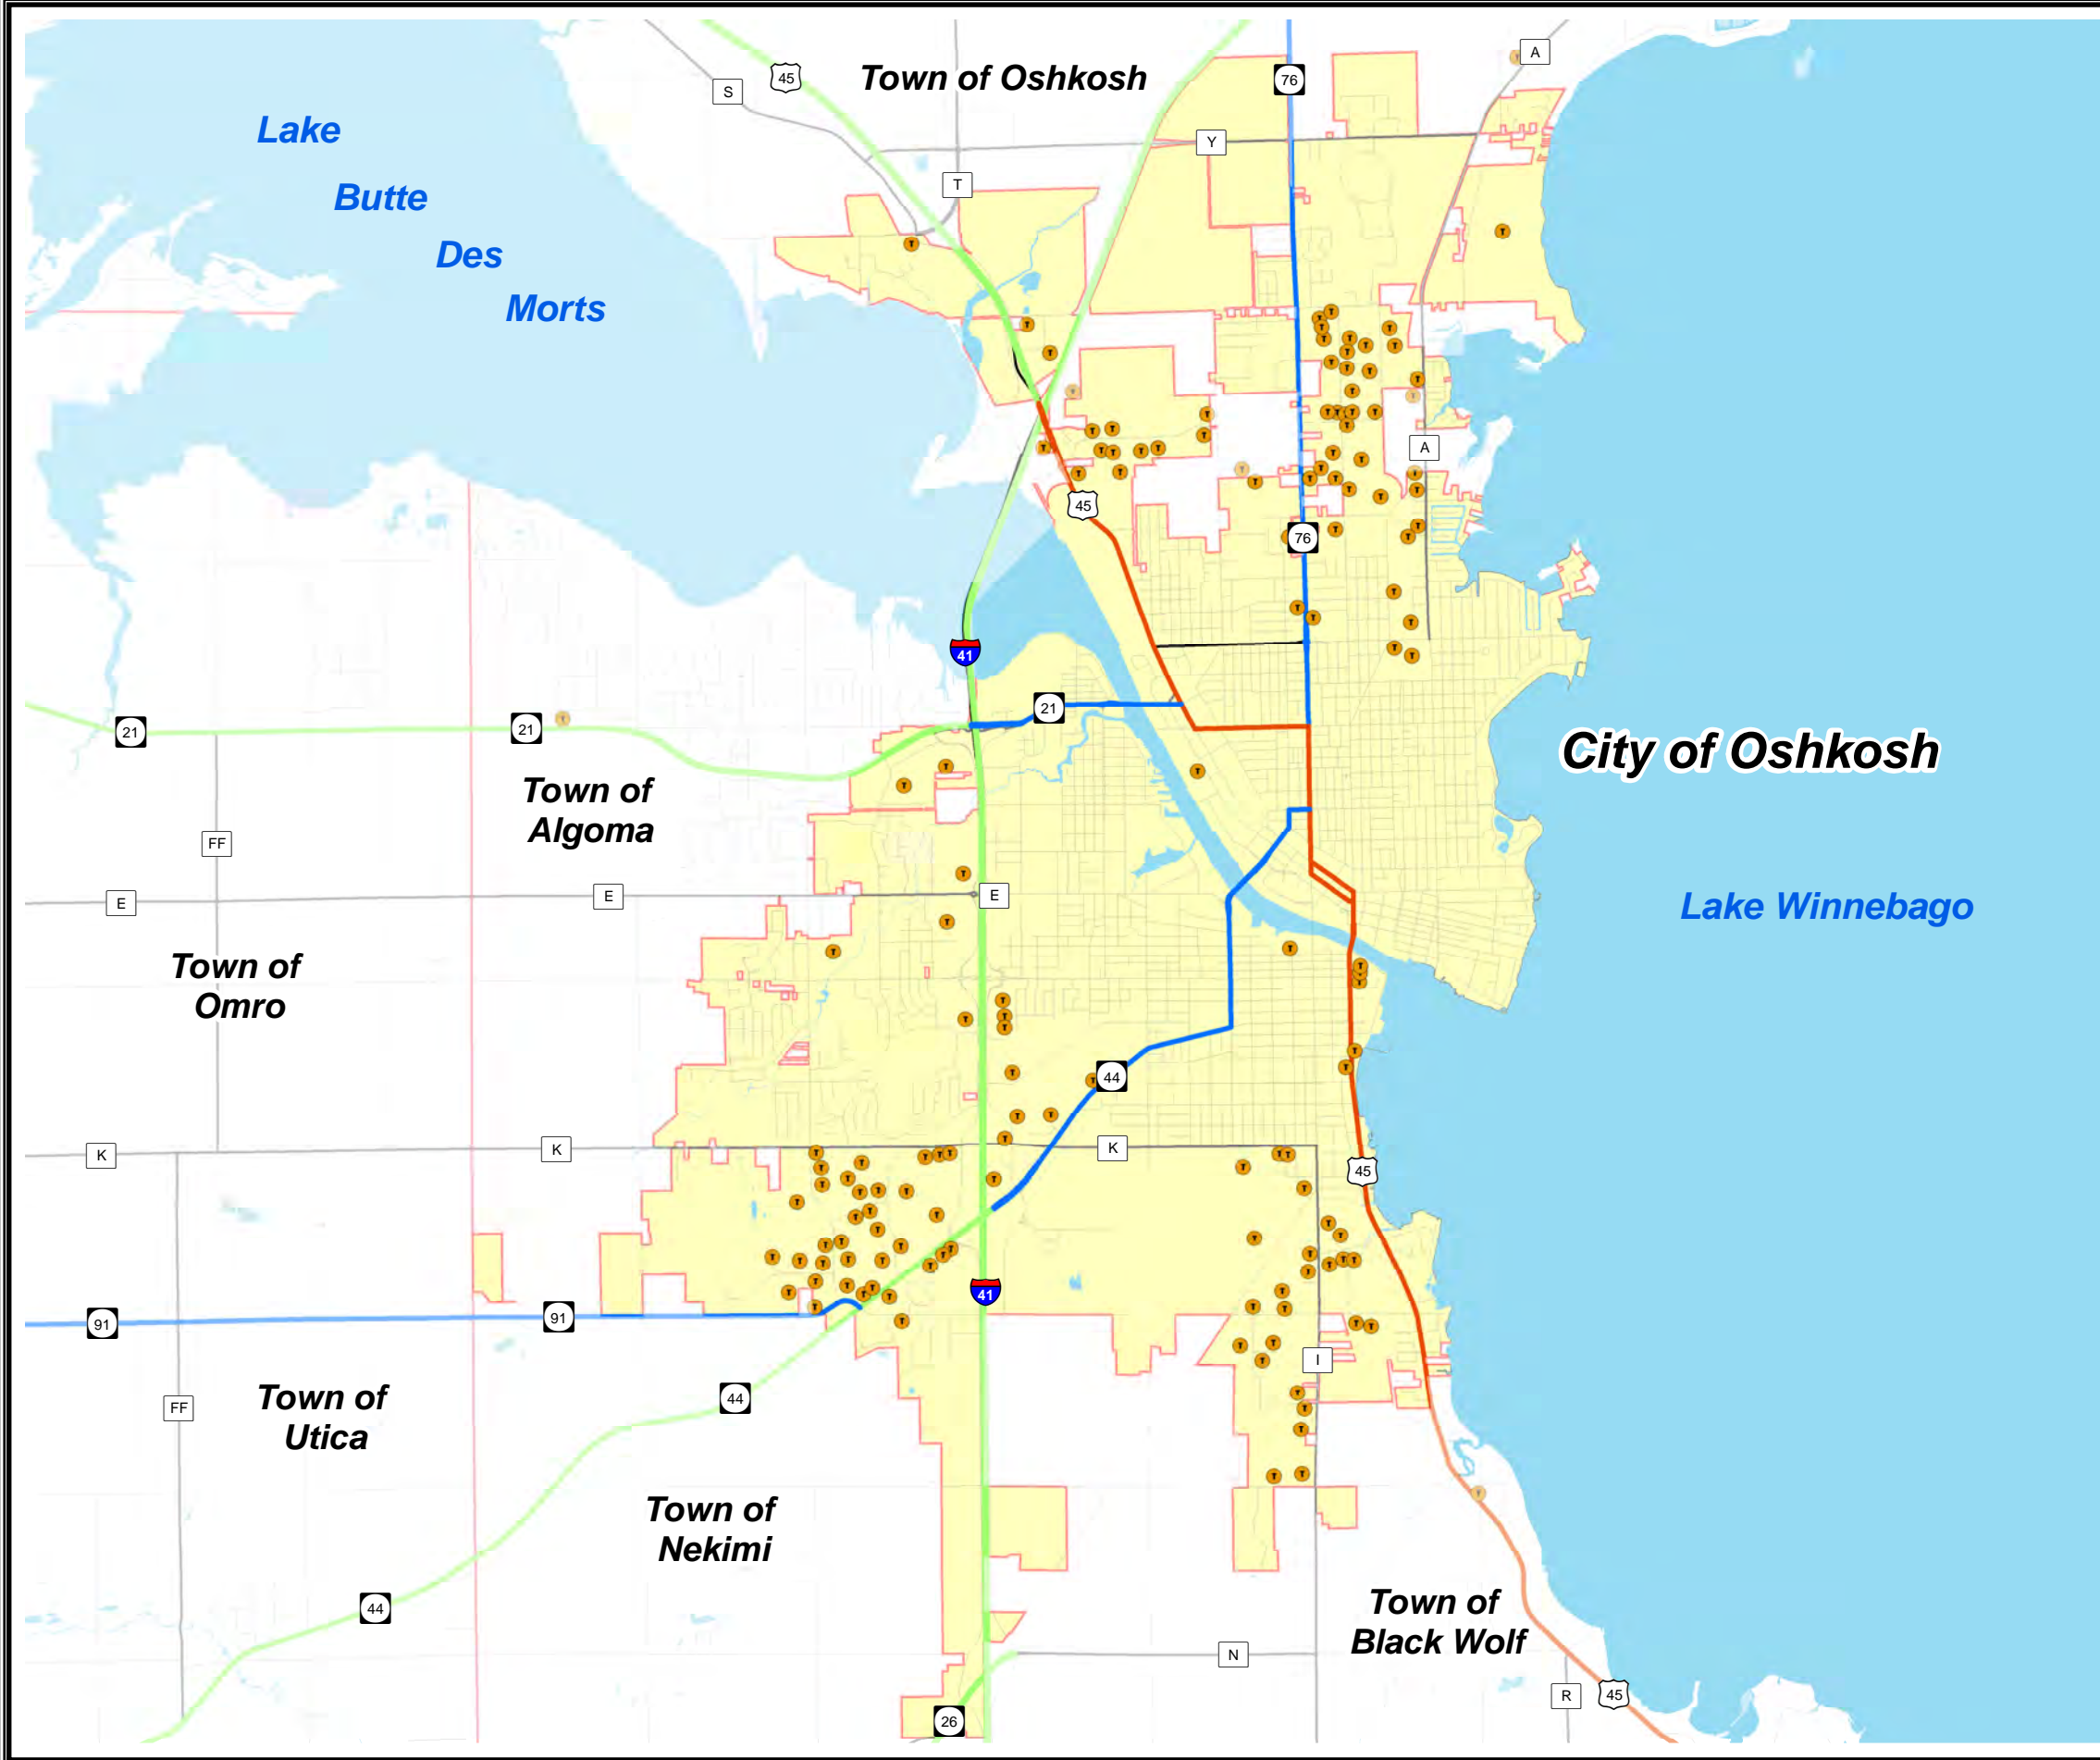 A
45
Town of Oshkosh
76
S
Lake
Y
T
Butte
Des
Morts
A
45
76
41
21
21
21
City of Oshkosh
Town of
Algoma
FF
E
E
E
Lake Winnebago
Town of
Omro
44
K
K
K
45
41
91
91
I
44
FF
Town of
Utica
Town of
Nekimi
44
Town of
Black Wolf
N
R
45
26